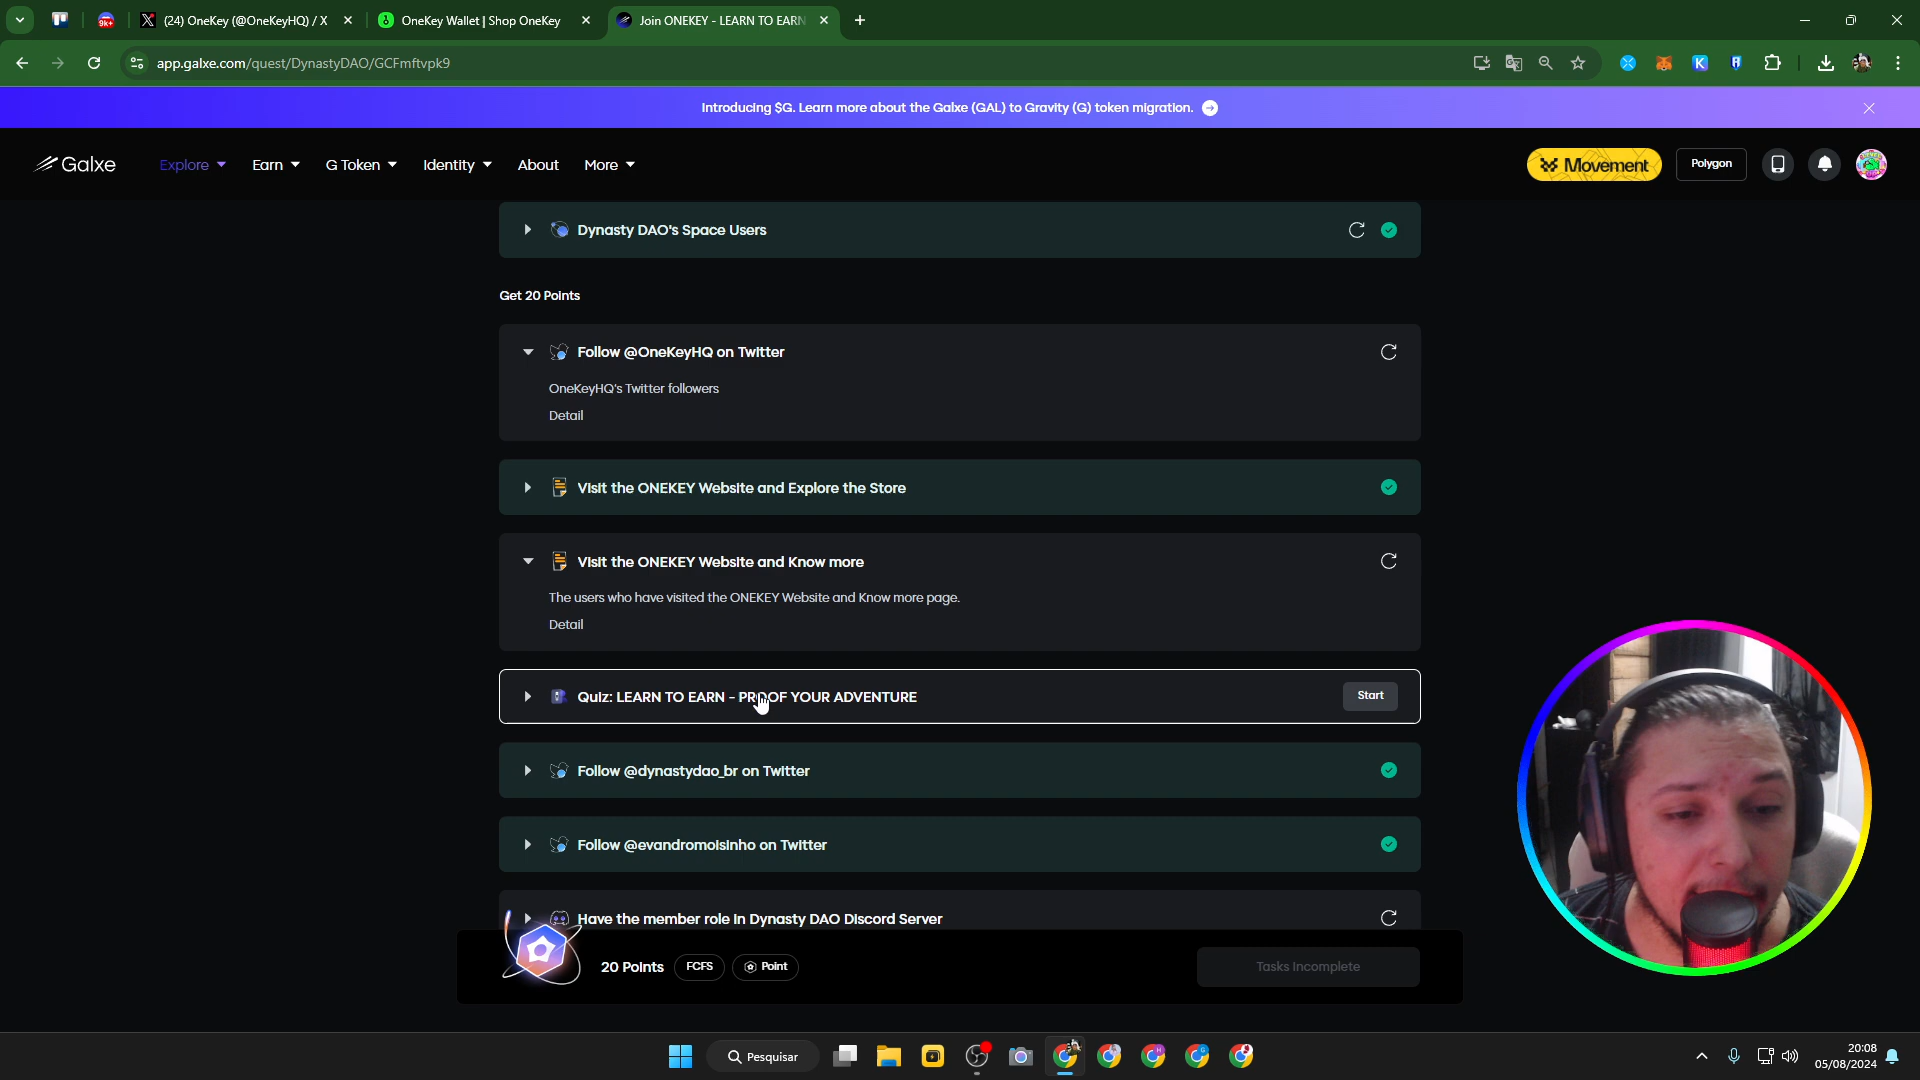 9k+
(24) OneKey (@OneKeyHQ) / X
OneKey Wallet | Shop OneKey
Join ONEKEY - LEARN TO EARN
app.galxe.com/quest/DynastyDAO/GCFmftvpk9
Introducing $G. Learn more about the Galxe (GAL) to Gravity (G) token migration.
Galxe
Explore
Earn
G Token
Identity
About
More
Movement
Polygon
Dynasty DAO's Space Users
Get 20 Points
Follow @OneKeyHQ on Twitter
OneKeyHQ's Twitter followers
Detail
Visit the ONEKEY Website and Explore the Store
Visit the ONEKEY Website and Know more
The users who have visited the ONEKEY Website and Know more page.
Detail
Quiz: LEARN TO EARN - PROOF YOUR ADVENTURE
Start
Follow @dynastydao_br on Twitter
Follow @evandromoisinho on Twitter
Have the member role in Dynasty DAO Discord Server
20 Points
FCFS
Point
Tasks Incomplete
Pesquisar
20:08
05/08/2024